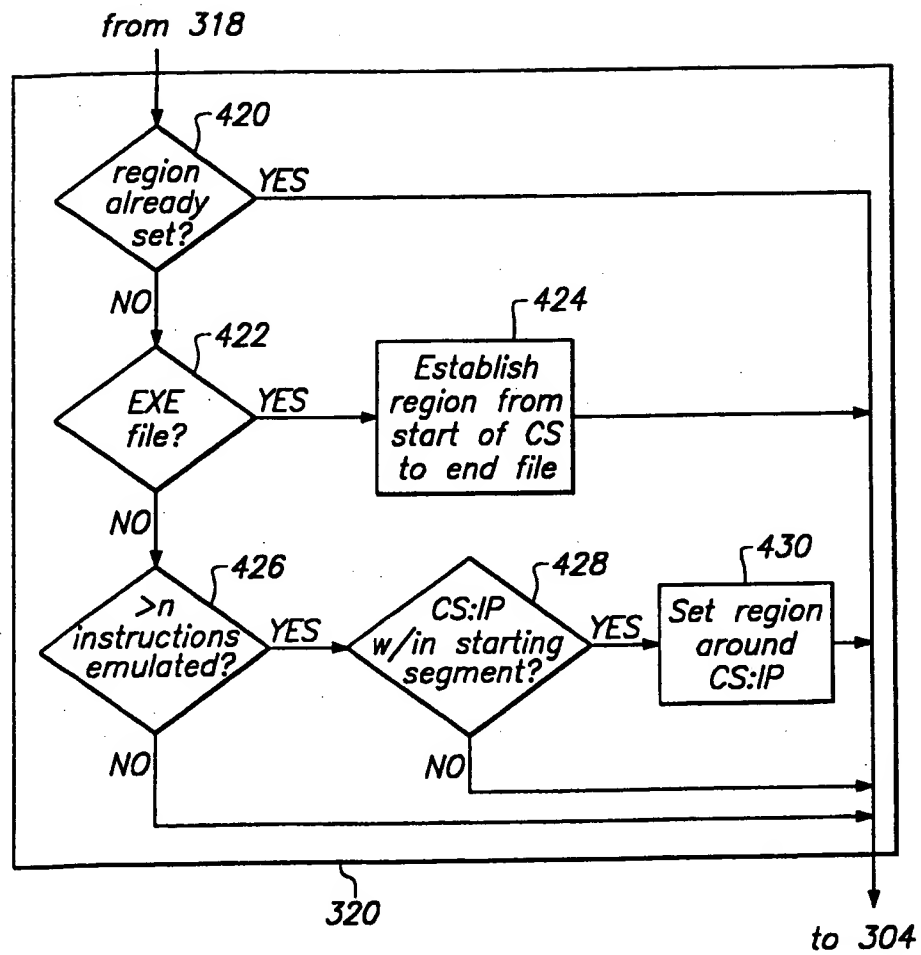 from 318
420
region
already
set?
YES
NO
422
EXE
file?
YES
424
Establish
region from
start of CS
to end file
NO
426
>n
instructions
emulated?
YES
428
CS:IP
w/in starting
segment?
YES
430
Set region
around
CS:IP
NO
NO
320
to 304